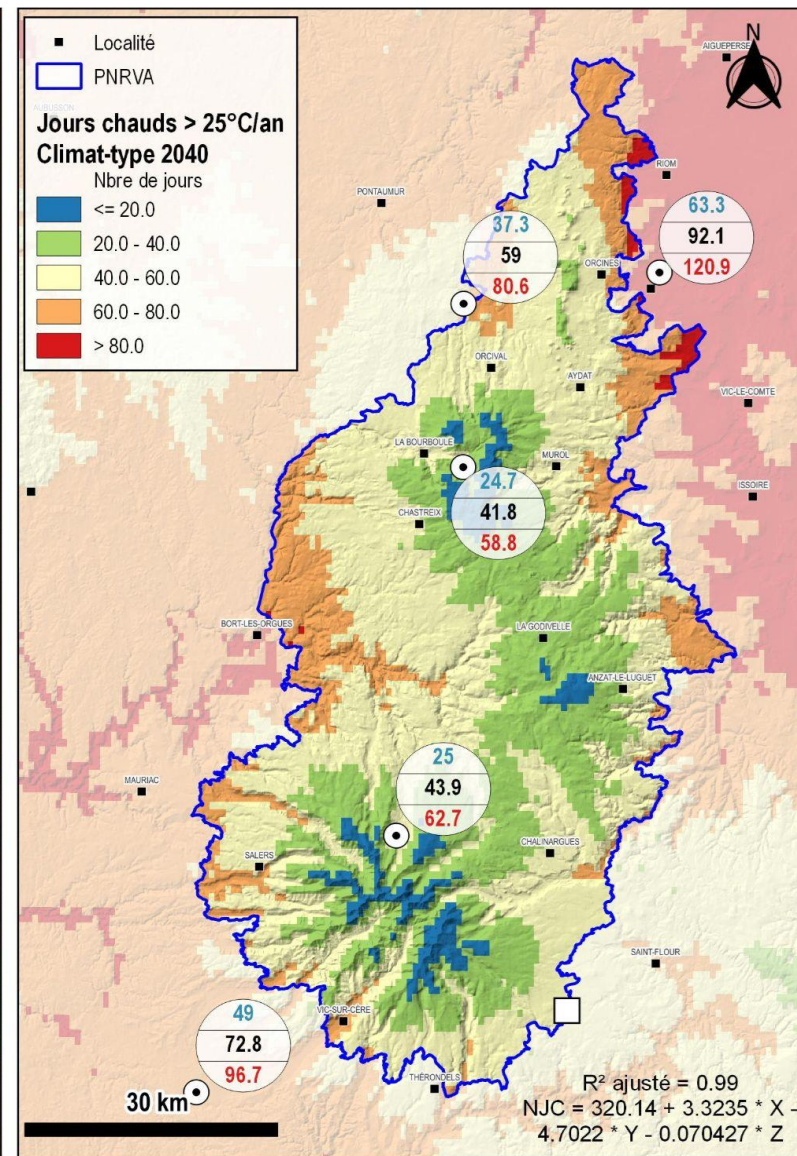 Localité
PNRVA
AUBUSSON
Jours chauds > 25°C/an
Climat-type 2040
Nbre de jours
<= 20.0
20.0 - 40.0
40.0 - 60.0
60.0 - 80.0
> 80.0
N
AIGUEPERSE
RIOM
PONTAUMUR
37.3
59
80.6
63.3
92.1
120.9
ORCINES
ORCIVAL
AYDAT
VIC-LE-COMTE
LA BOURBOULE
MUROL
24.7
41.8
58.8
ISSOIRE
CHASTREIX
BORT-LES-ORGUES
LA GODIVELLE
ANZAT-LE-LUGUET
25
43.9
62.7
MAURIAC
SALERS
CHALINARGUES
SAINT-FLOUR
VIC-SUR-CÈRE
49
72.8
96.7
THÉRONDELS
30 km
R² ajusté = 0.99
NJC = 320.14 + 3.3235 * X -
4.7022 * Y - 0.070427 * Z